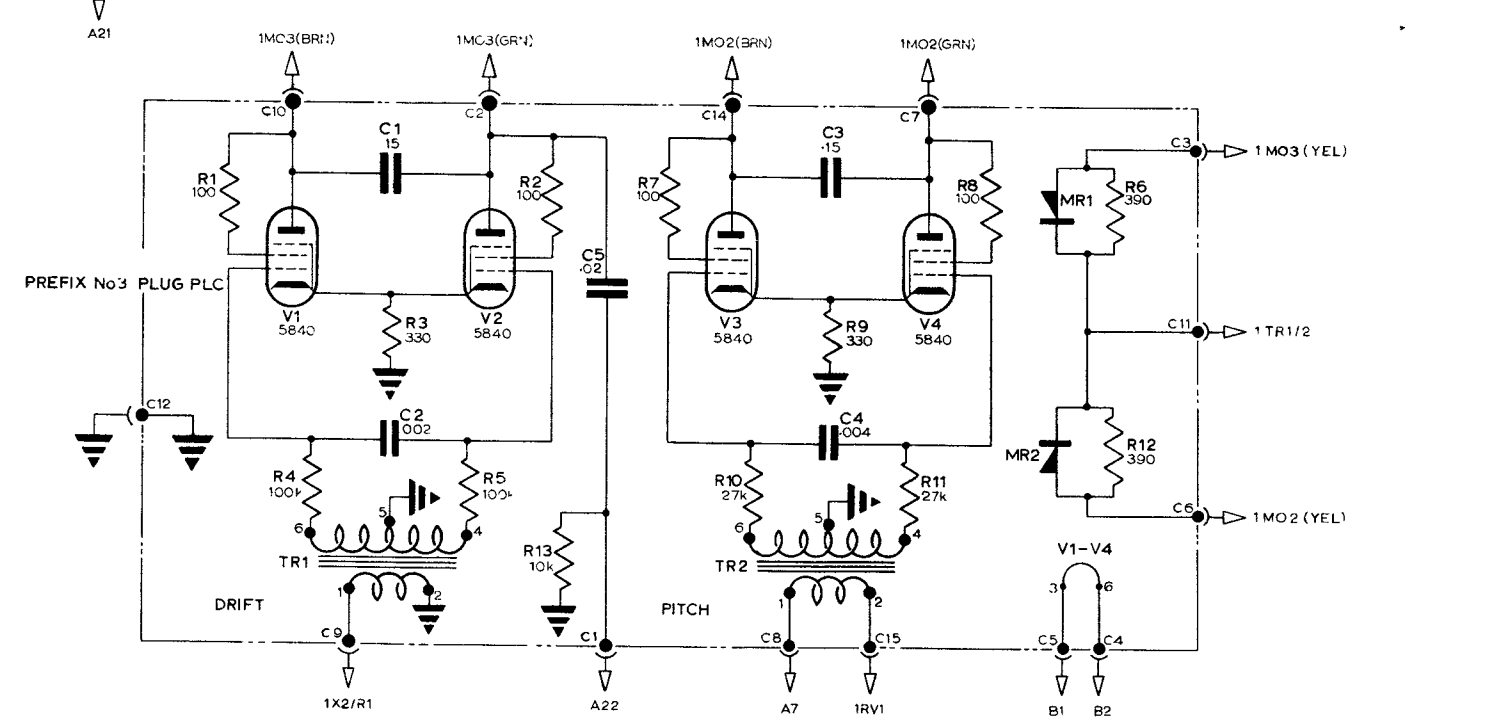 A21
1MO3(BRN)
1MO3(GRN)
1MO2(BRN)
1MO2(GRN)
C10
C2
C14
C7
C1
.15
C3
.15
C3
1MO3(YEL)
R1
100
R2
100
R7
100
R8
100
MR1
R6
390
C5
.02
PREFIX No3 PLUG PLC
V1
5840
V2
5840
R3
330
V3
5840
V4
5840
R9
330
C11
1TR1/2
C12
C2
.002
C4
.004
R4
100k
R5
100k
R10
27k
R11
27k
MR2
R12
390
6
5
4
6
5
4
C6
1MO2(YEL)
TR1
R13
10k
TR2
V1-V4
1
2
1
2
3
6
DRIFT
PITCH
C9
C1
C8
C15
C5
C4
1X2/R1
A22
A7
1RV1
B1
B2